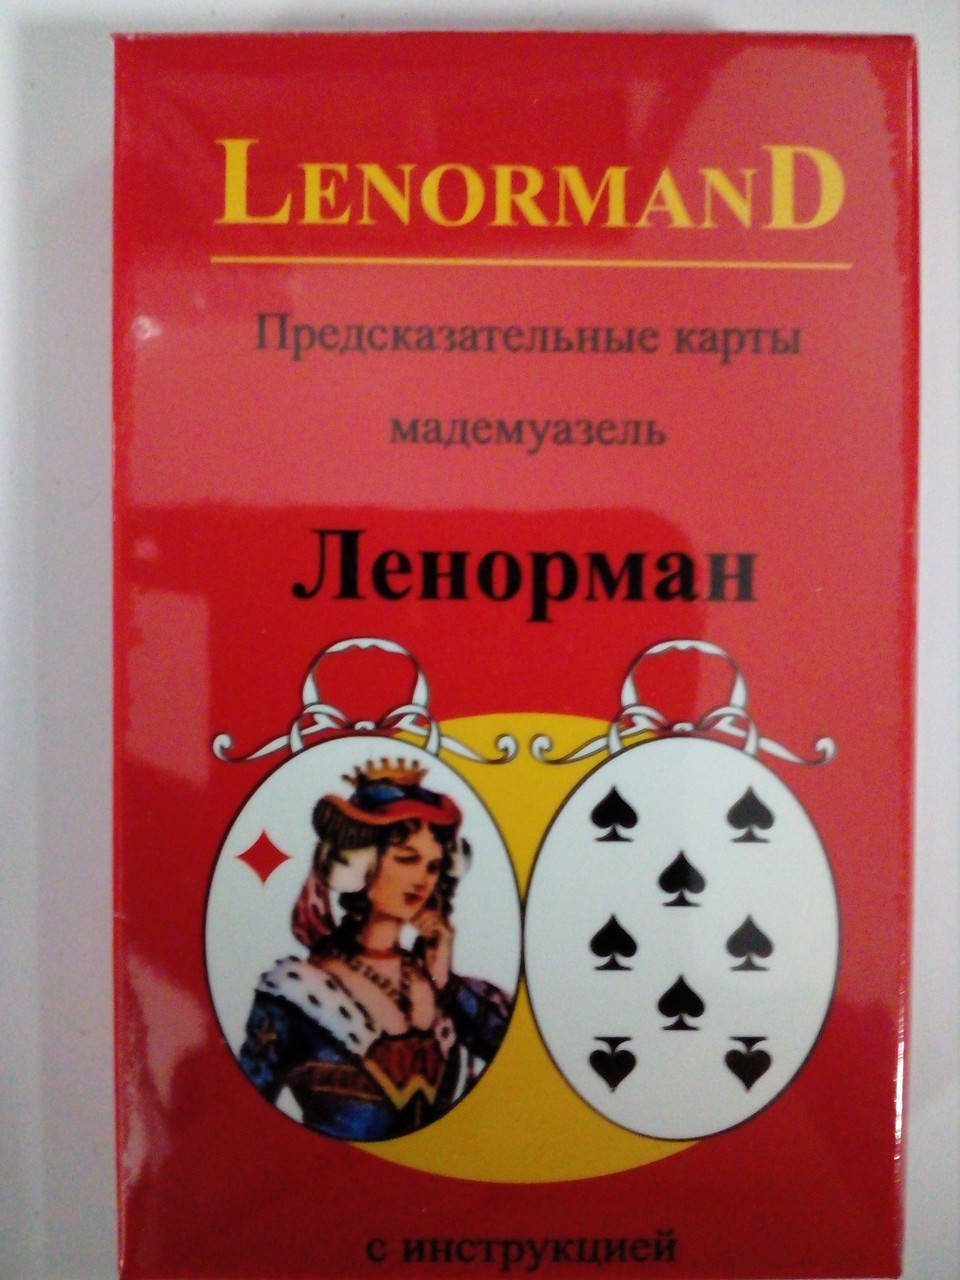 LENORMAND
Предсказательные карты
мадемуазель
Ленорман
с инструкцией